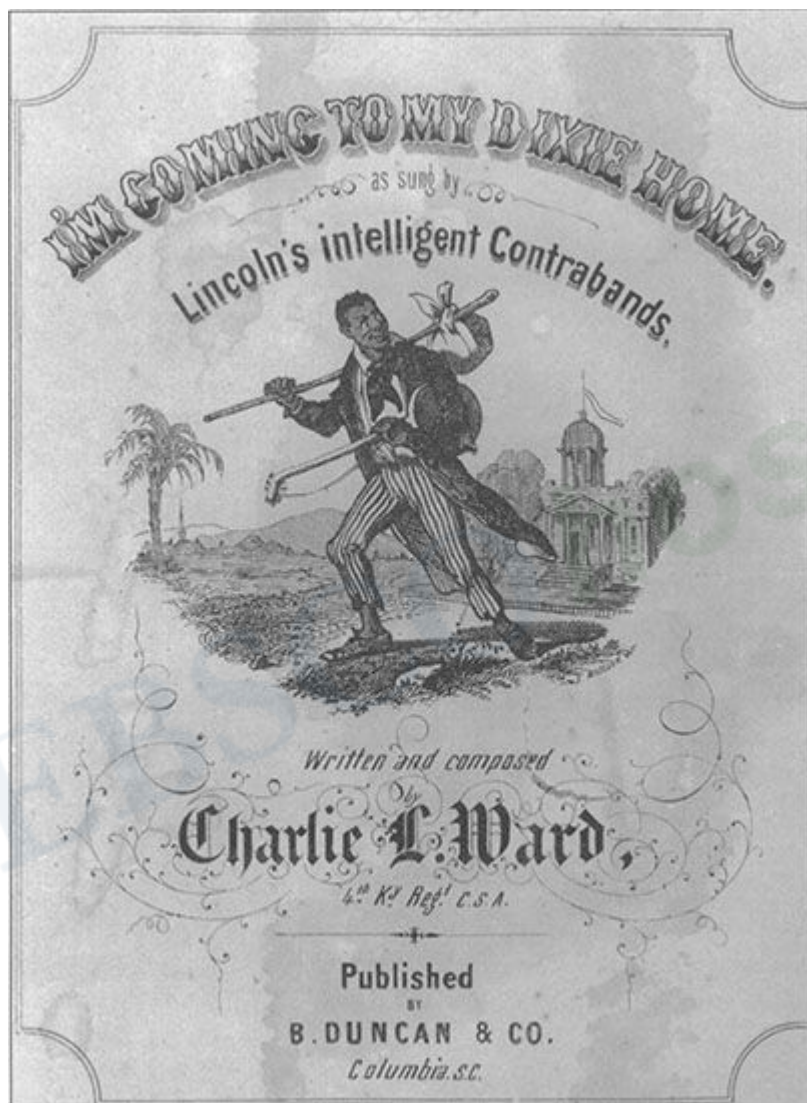 I'M COMING TO MY DIXIE HOME.
as sung by
Lincoln's intelligent Contrabands.
Written and composed
by
Charlie L. Ward,
4th Ky Regt C.S.A.
Published
BY
B. DUNCAN & CO.
Columbia. S.C.